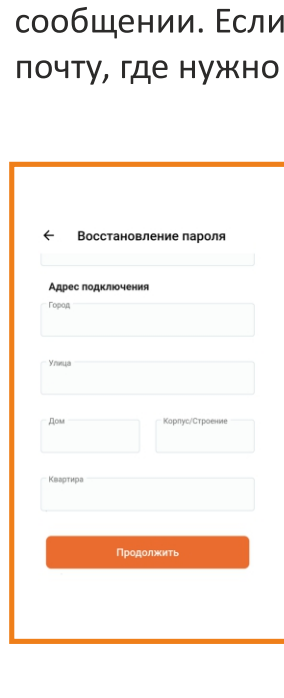 сообщении. Если
почту, где нужно
← Восстановление пароля
Адрес подключения
Город
Улица
Дом
Корпус/Строение
Квартира
Продолжить